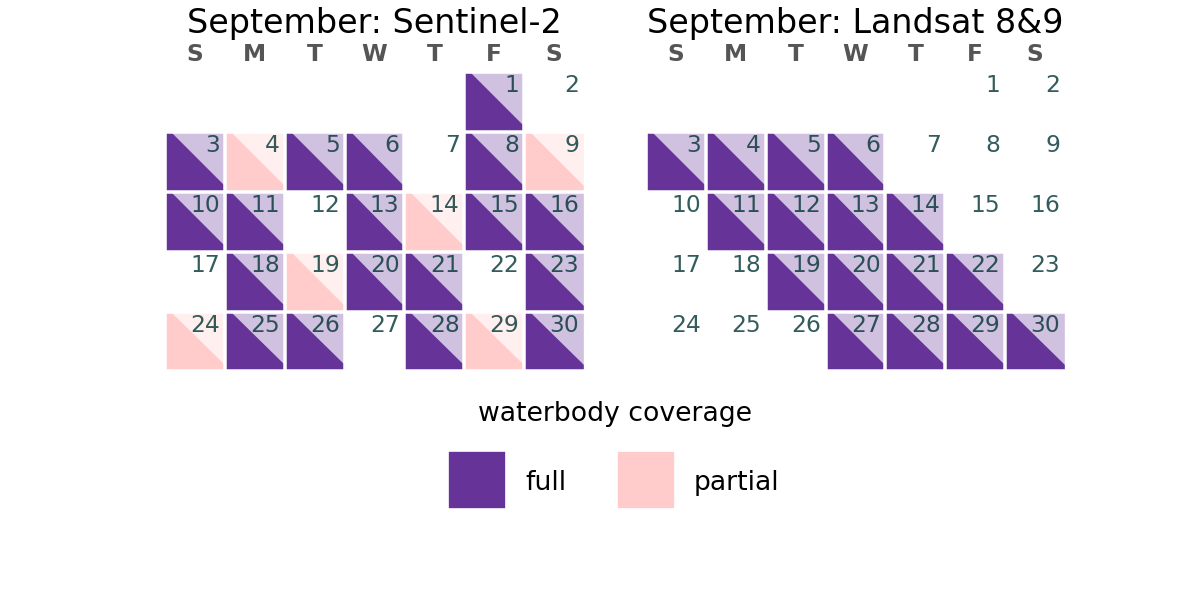 September: Sentinel-2
S M T W T F S
1 2
3 4 5 6 7 8 9
10 11 12 13 14 15 16
17 18 19 20 21 22 23
24 25 26 27 28 29 30
September: Landsat 8&9
S M T W T F S
1 2
3 4 5 6 7 8 9
10 11 12 13 14 15 16
17 18 19 20 21 22 23
24 25 26 27 28 29 30
waterbody coverage
full partial